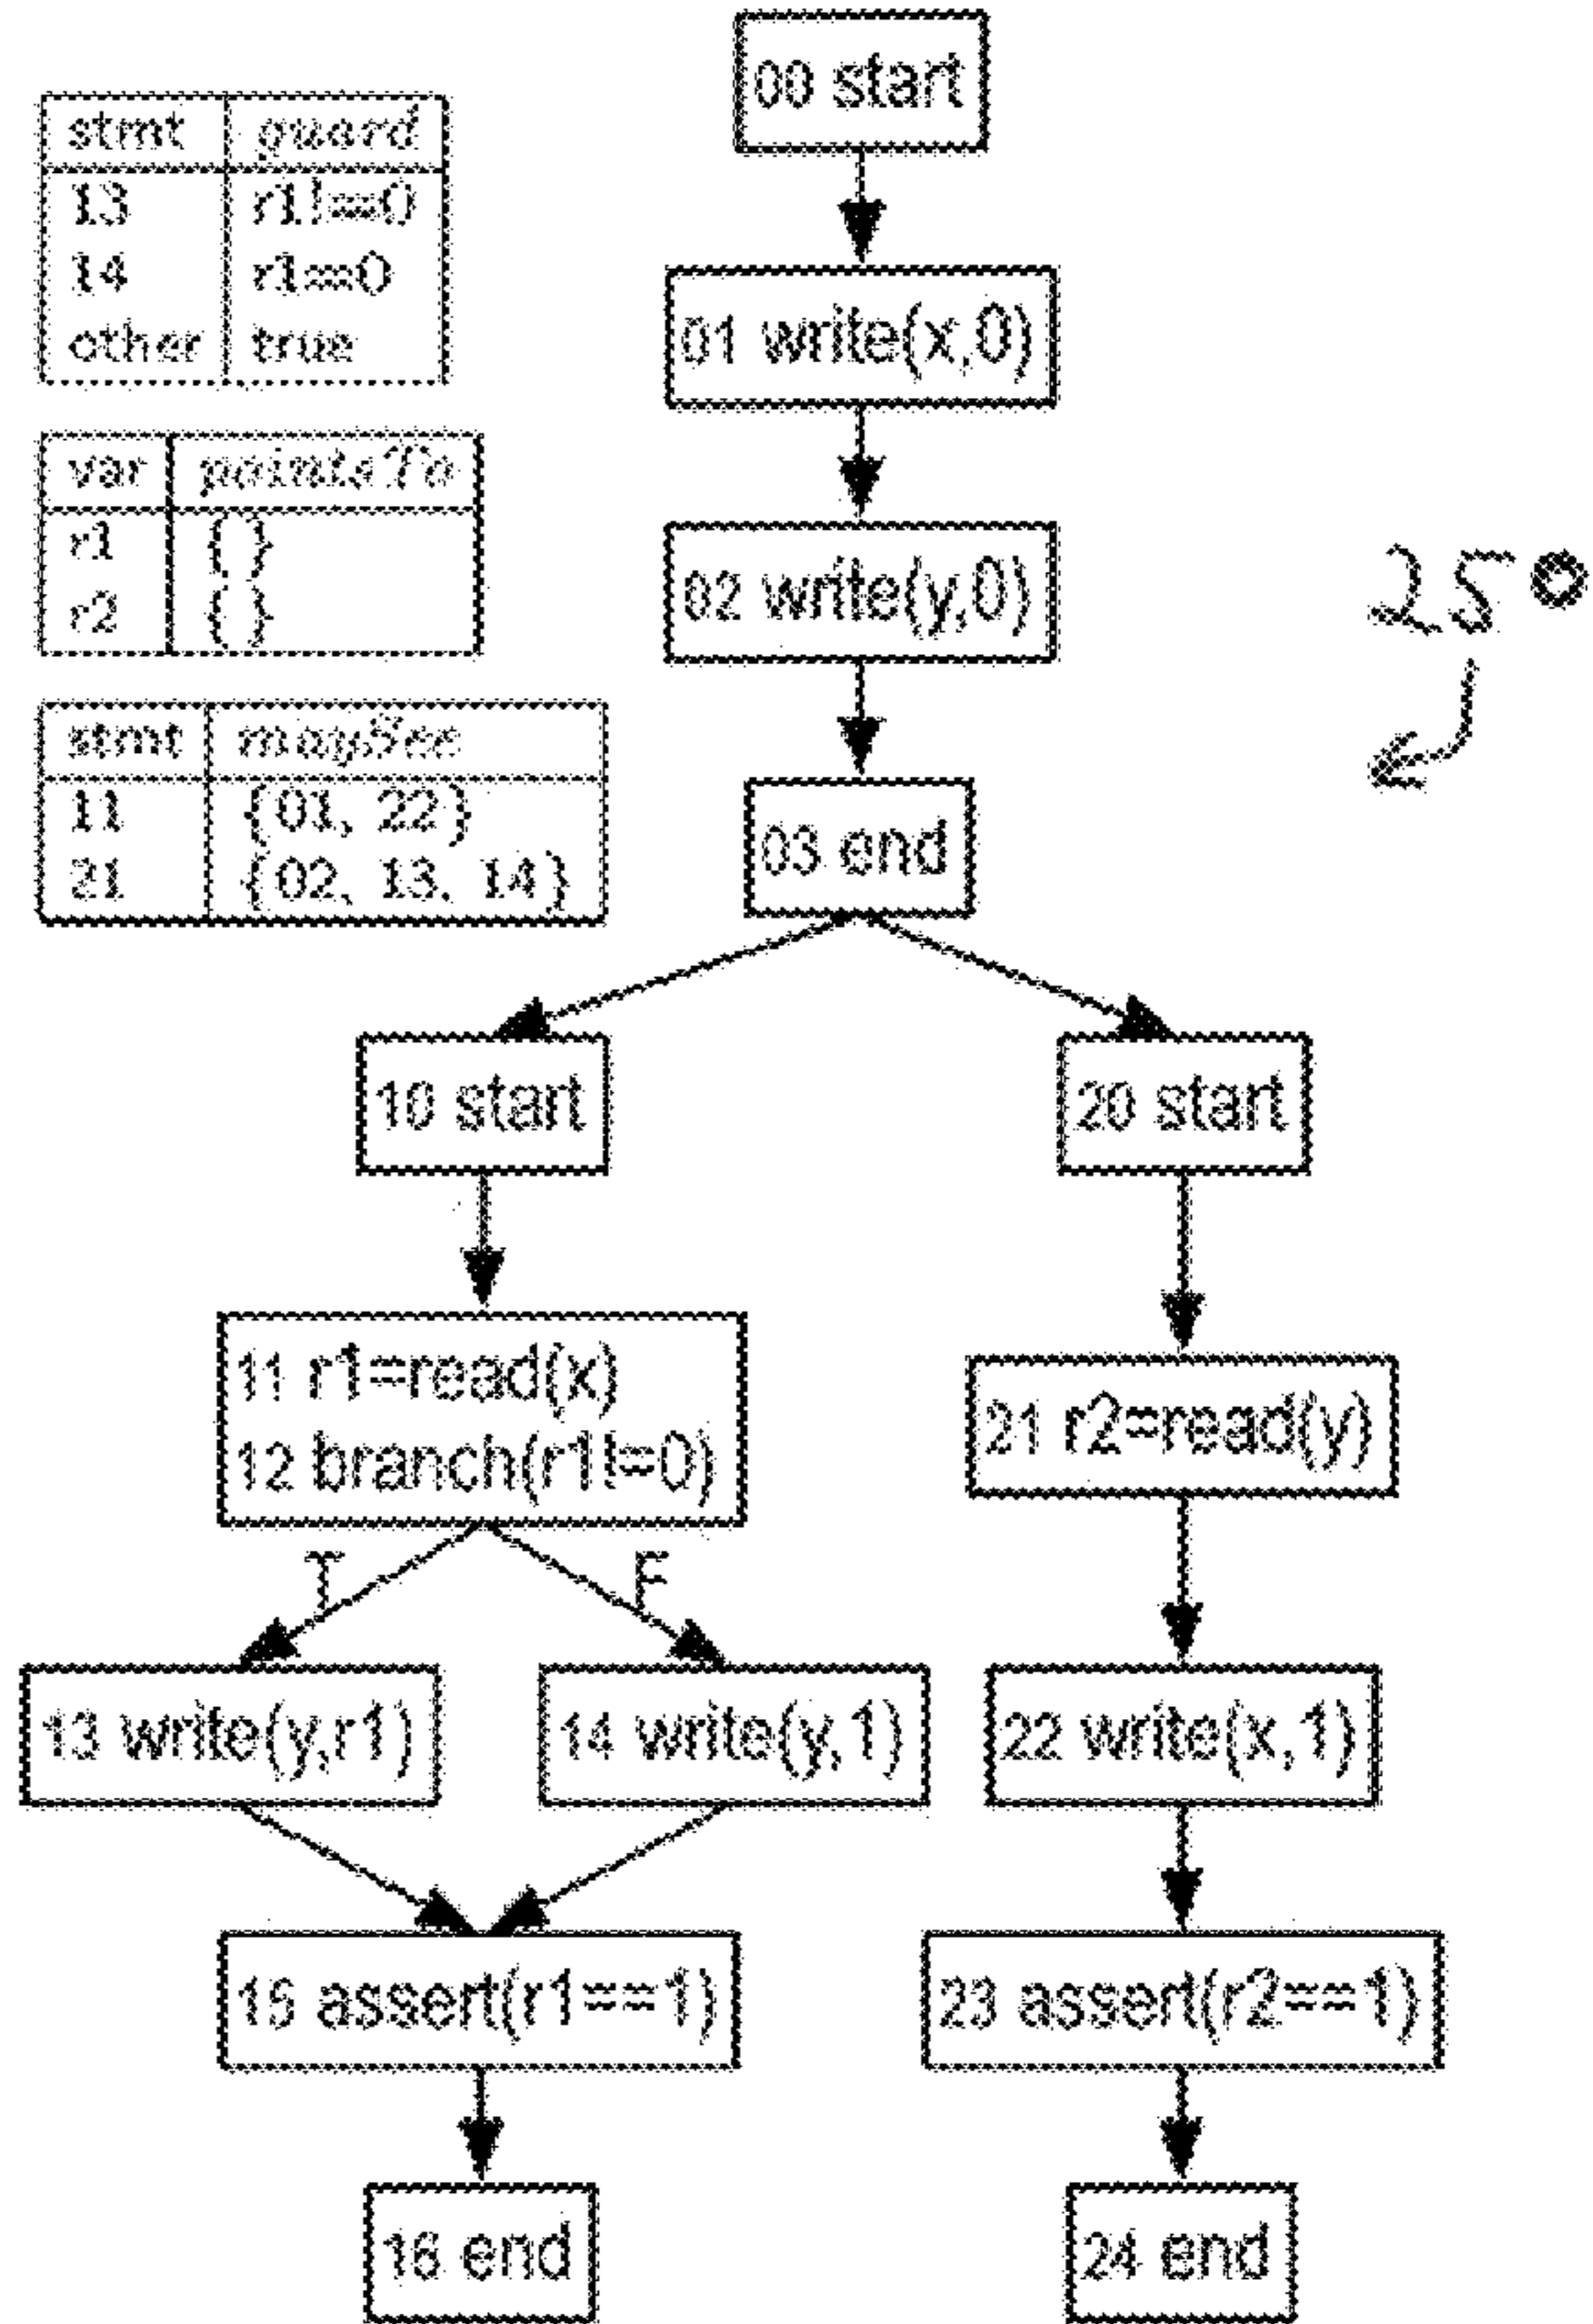 stmt guard
13 r1!==0
14 r1==0
other true
var pointsTo
r1 { }
r2 { }
stmt maySee
11 {01, 22}
21 {02, 13, 14}
00 start
01 write(x,0)
02 write(y,0)
03 end
250
10 start
11 r1=read(x)
12 branch(r1!=0)
T
F
13 write(y,r1)
14 write(y,1)
15 assert(r1==1)
16 end
20 start
21 r2=read(y)
22 write(x,1)
23 assert(r2==1)
24 end